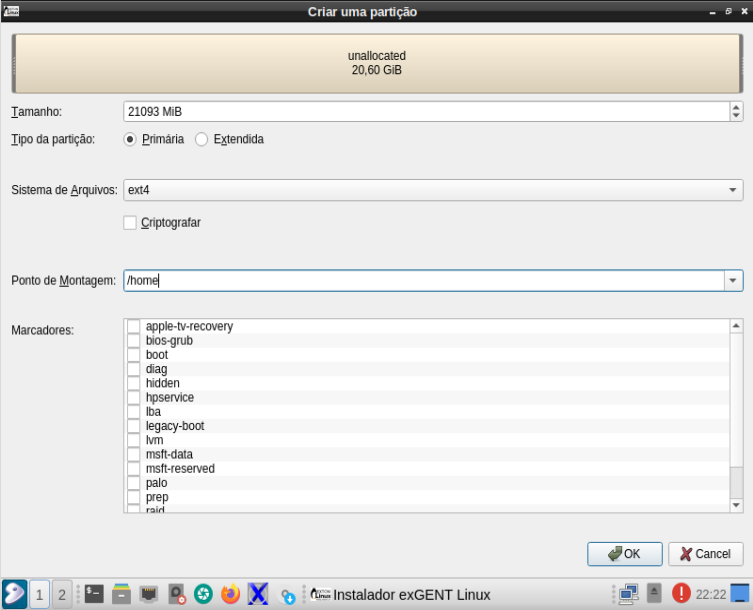 Criar uma partição
unallocated
20,60 GiB
Tamanho: 21093 MiB
Tipo da partição: Primária Extendida
Sistema de Arquivos: ext4
Criptografar
Ponto de Montagem: /home
Marcadores:
apple-tv-recovery
bios-grub
boot
diag
hidden
hpservice
lba
legacy-boot
lvm
msft-data
msft-reserved
palo
prep
raid
OK Cancel
1 2 Instalador exGENT Linux 22:22